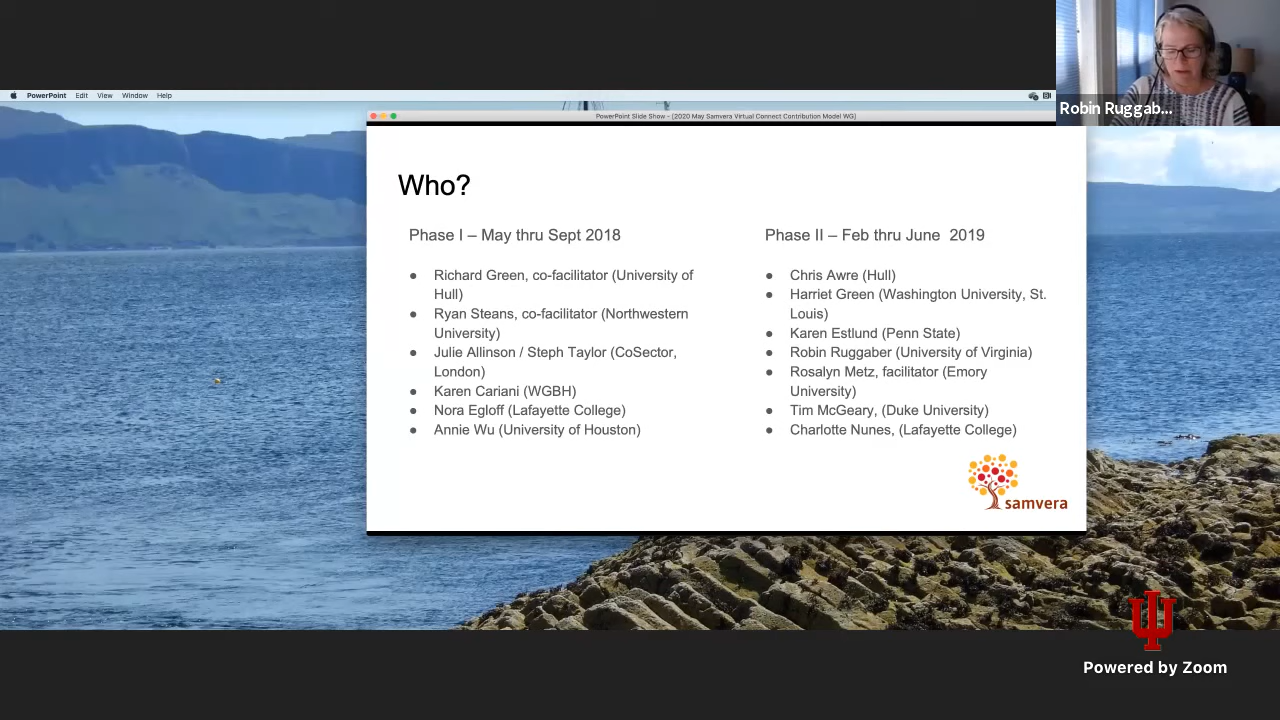 Robin Ruggab...
PowerPoint Edit View Window Help
PowerPoint Slide Show - [2020 May Samvera Virtual Connect Contribution Model WG]
Who?
Phase I – May thru Sept 2018
● Richard Green, co-facilitator (University of
Hull)
● Ryan Steans, co-facilitator (Northwestern
University)
● Julie Allinson / Steph Taylor (CoSector,
London)
● Karen Cariani (WGBH)
● Nora Egloff (Lafayette College)
● Annie Wu (University of Houston)
Phase II – Feb thru June 2019
● Chris Awre (Hull)
● Harriet Green (Washington University, St.
Louis)
● Karen Estlund (Penn State)
● Robin Ruggaber (University of Virginia)
● Rosalyn Metz, facilitator (Emory
University)
● Tim McGeary, (Duke University)
● Charlotte Nunes, (Lafayette College)
samvera
Powered by Zoom